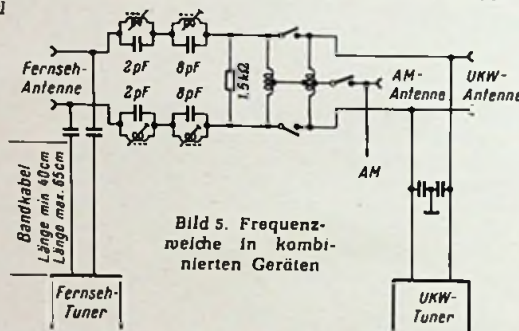 2pF 8pF
Fernseh-
Antenne
2pF 8pF
1,5kΩ
AM-
Antenne
UKW-
Antenne
AM
Bandkabel
Länge min 40cm
Länge max. 65cm
Bild 5. Frequenz-
weiche in kombi-
nierten Geräten
Fernseh-
Tuner
UKW-
Tuner